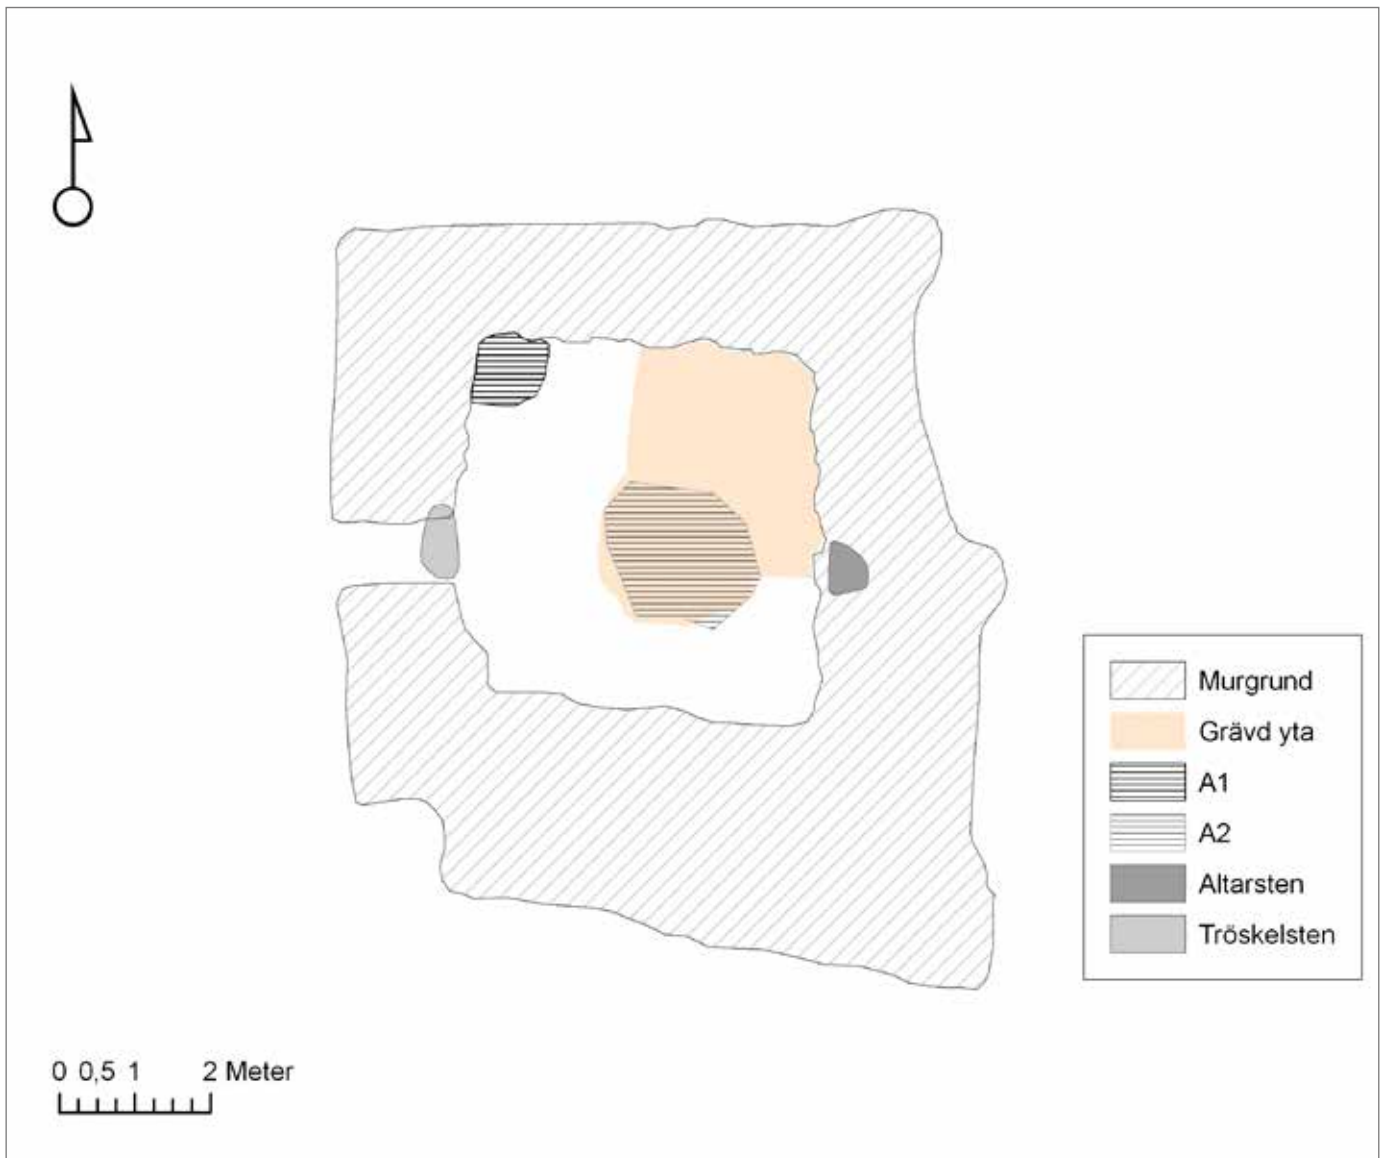 Murgrund
Grävd yta
A1
A2
Altarsten
Tröskelsten
0 0,5 1 2 Meter